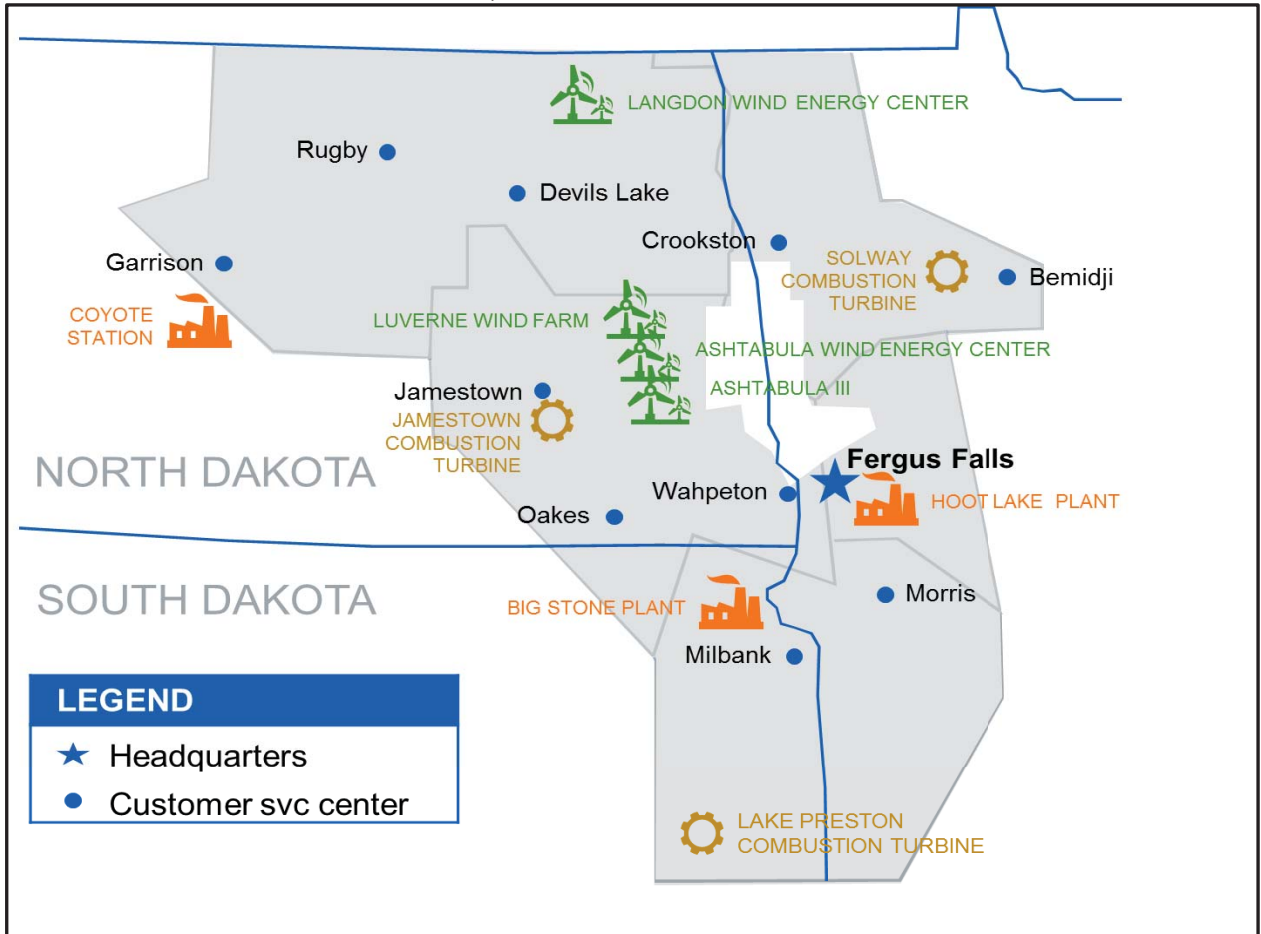 LANGDON WIND ENERGY CENTER
Rugby
Devils Lake
Crookston
SOLWAY
COMBUSTION
TURBINE
Bemidji
Garrison
COYOTE
STATION
LUVERNE WIND FARM
ASHTABULA WIND ENERGY CENTER
ASHTABULA III
Jamestown
JAMESTOWN
COMBUSTION
TURBINE
NORTH DAKOTA
Fergus Falls
Wahpeton
HOOT LAKE PLANT
Oakes
SOUTH DAKOTA
BIG STONE PLANT
Morris
Milbank
LEGEND
Headquarters
Customer svc center
LAKE PRESTON
COMBUSTION TURBINE